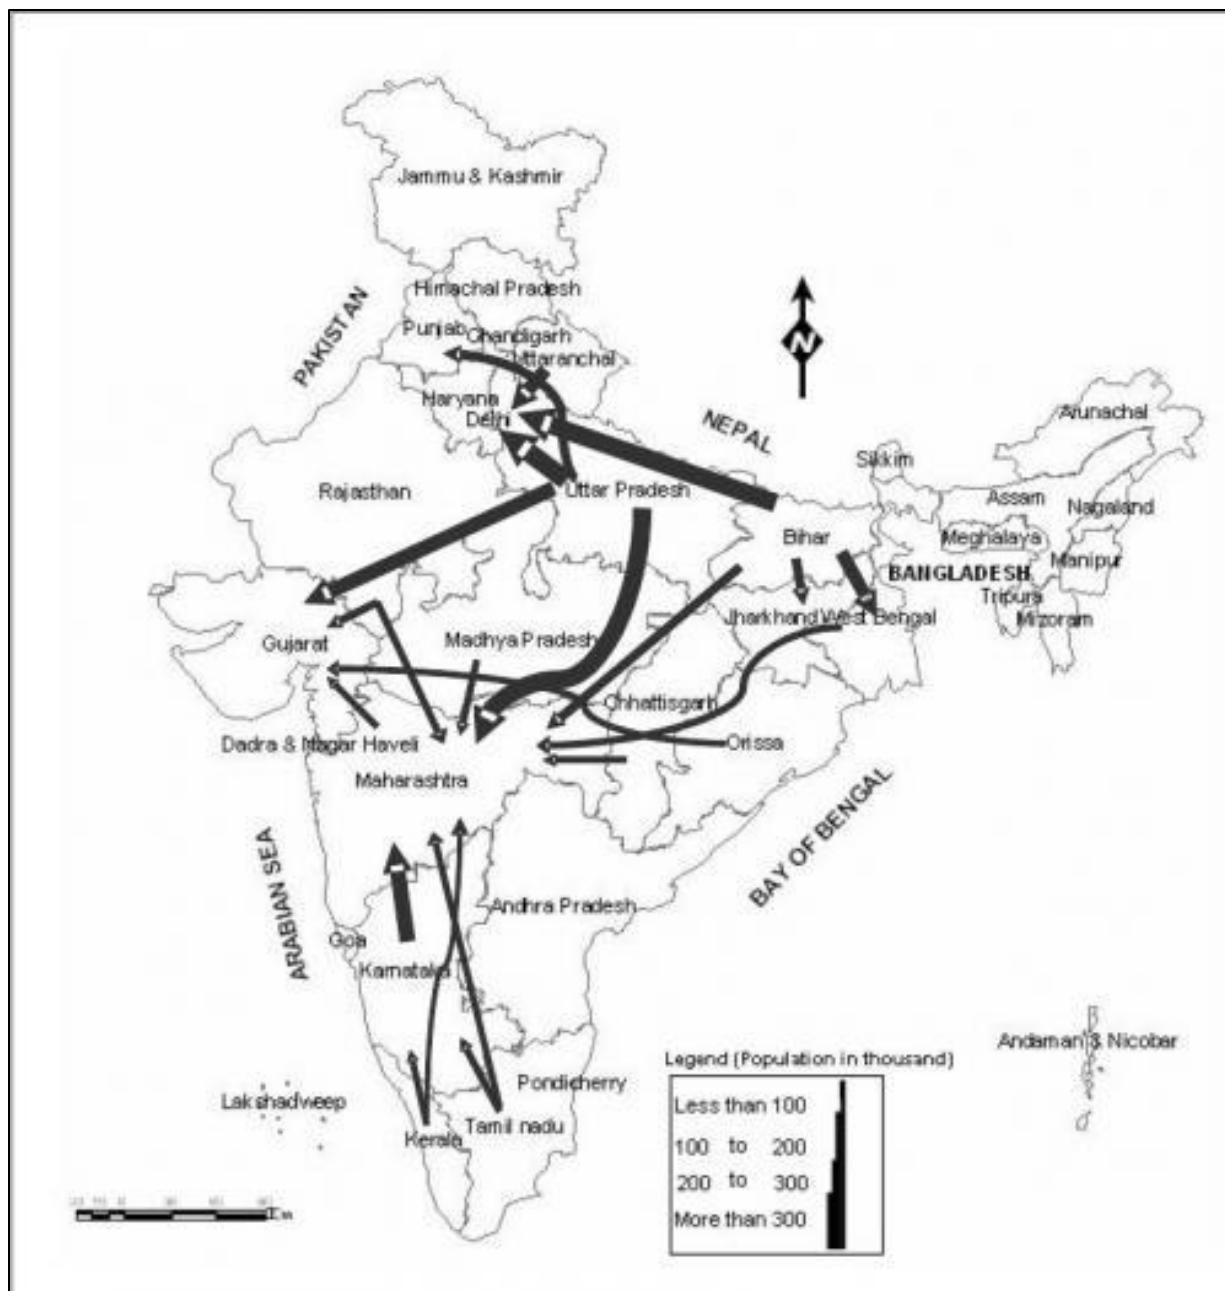 Jammu & Kashmir
Himachal Pradesh
Punjab
Chandigarh
Uttaranchal
PAKISTAN
Haryana
Delhi
NEPAL
N
Arunachal
Sikkim
Rajasthan
Uttar Pradesh
Assam
Nagaland
Bihar
Meghalaya
Manipur
BANGLADESH
Tripura
Mizoram
Jharkhand
West Bengal
Gujarat
Madhya Pradesh
Chhattisgarh
Orissa
Dadra & Nagar Haveli
Maharashtra
BAY OF BENGAL
ARABIAN SEA
Andhra Pradesh
Goa
Karnataka
Andaman & Nicobar
Pondicherry
Lakshadweep
Kerala
Tamil nadu
Legend (Population in thousand)
Less than 100
100 to 200
200 to 300
More than 300